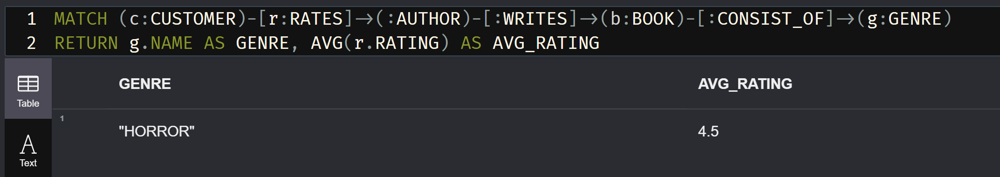 1 MATCH (c:CUSTOMER)-[r:RATES]->(:AUTHOR)-[:WRITES]->(b:BOOK)-[:CONSIST_OF]->(g:GENRE)
2 RETURN g.NAME AS GENRE, AVG(r.RATING) AS AVG_RATING
GENRE AVG_RATING
Table
1
"HORROR" 4.5
A
Text